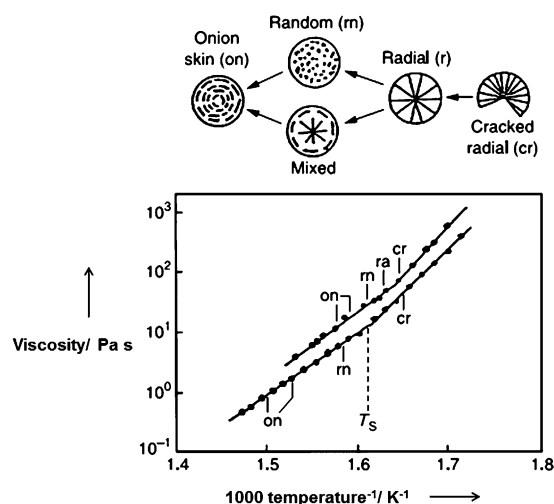 Random (rn)
Onion
skin (on)
Radial (r)
Cracked
radial (cr)
Mixed
10³
10²
10¹
10⁰
10⁻¹
Viscosity/ Pa s
cr
ra
rn
on
cr
rn
on
Tₛ
1.4 1.5 1.6 1.7 1.8
1000 temperature⁻¹/ K⁻¹